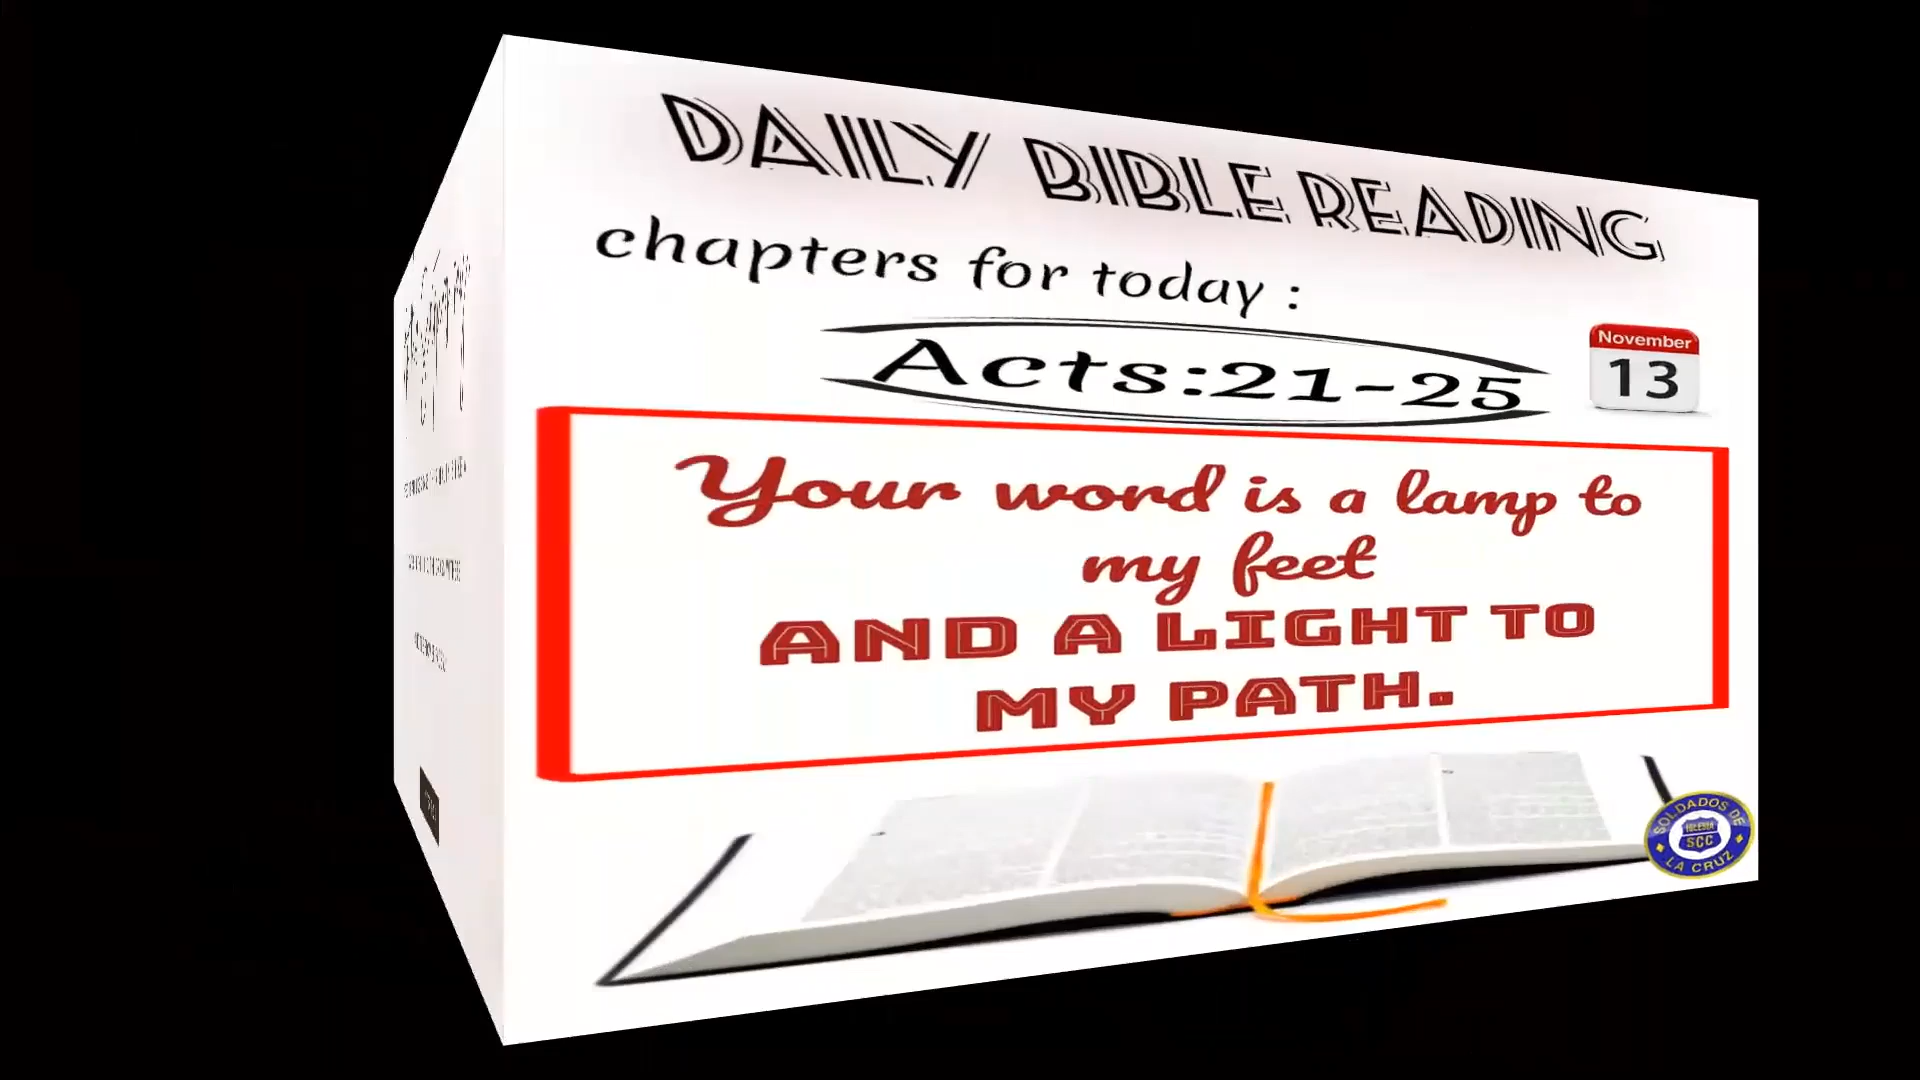 DAILY BIBLE READING
chapters for today :
Acts:21-25
November
13
Your word is a lamp to
my feet
AND A LIGHT TO
MY PATH.
SOLDADOS DE
IGLESIA
SCC
LA CRUZ